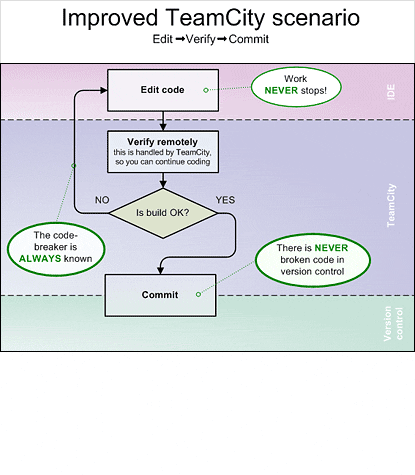 Improved TeamCity scenario
Edit ➞Verify➞Commit
Edit code
Work
NEVER stops!
IDE
Verify remotely
this is handled by TeamCity,
so you can continue coding
TeamCity
NO
YES
Is build OK?
The code-
breaker is
ALWAYS known
There is NEVER
broken code in
version control
Commit
Version
control